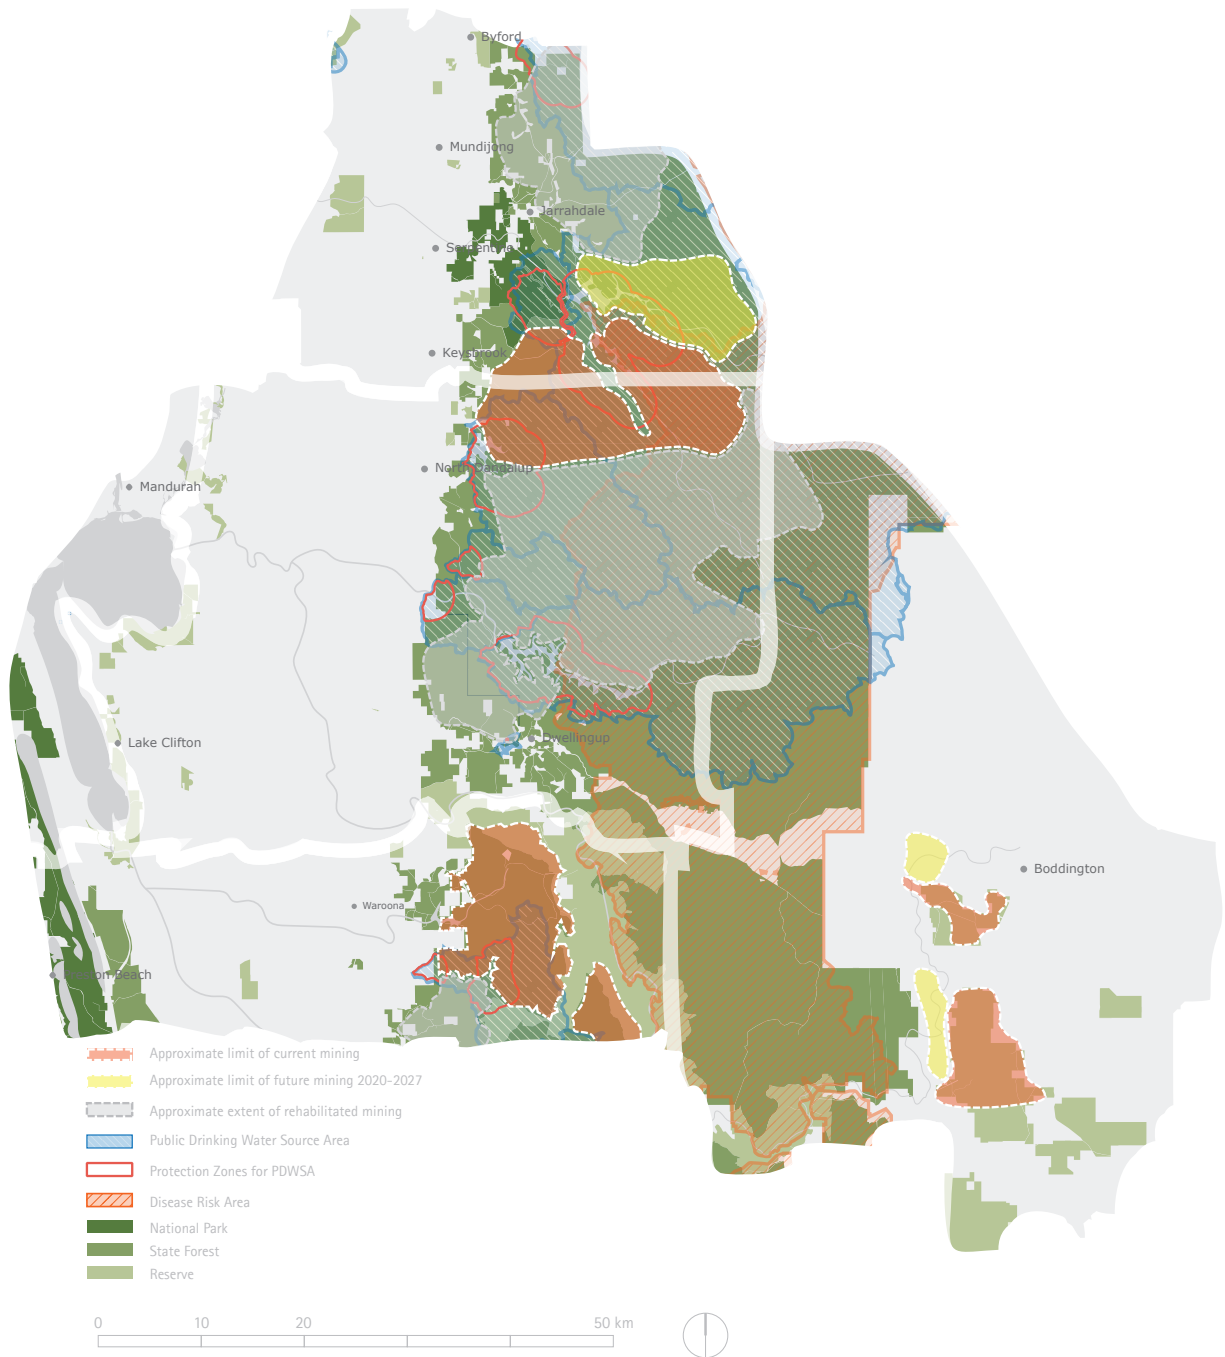 Byford
Mundijong
Jarrahdale
Serpentine
Keysbrook
North Dandalup
Mandurah
Dwellingup
Lake Clifton
Boddington
Waroona
Preston Beach
Approximate limit of current mining
Approximate limit of future mining 2020-2027
Approximate extent of rehabilitated mining
Public Drinking Water Source Area
Protection Zones for PDWSA
Disease Risk Area
National Park
State Forest
Reserve
0 10 20 50 km